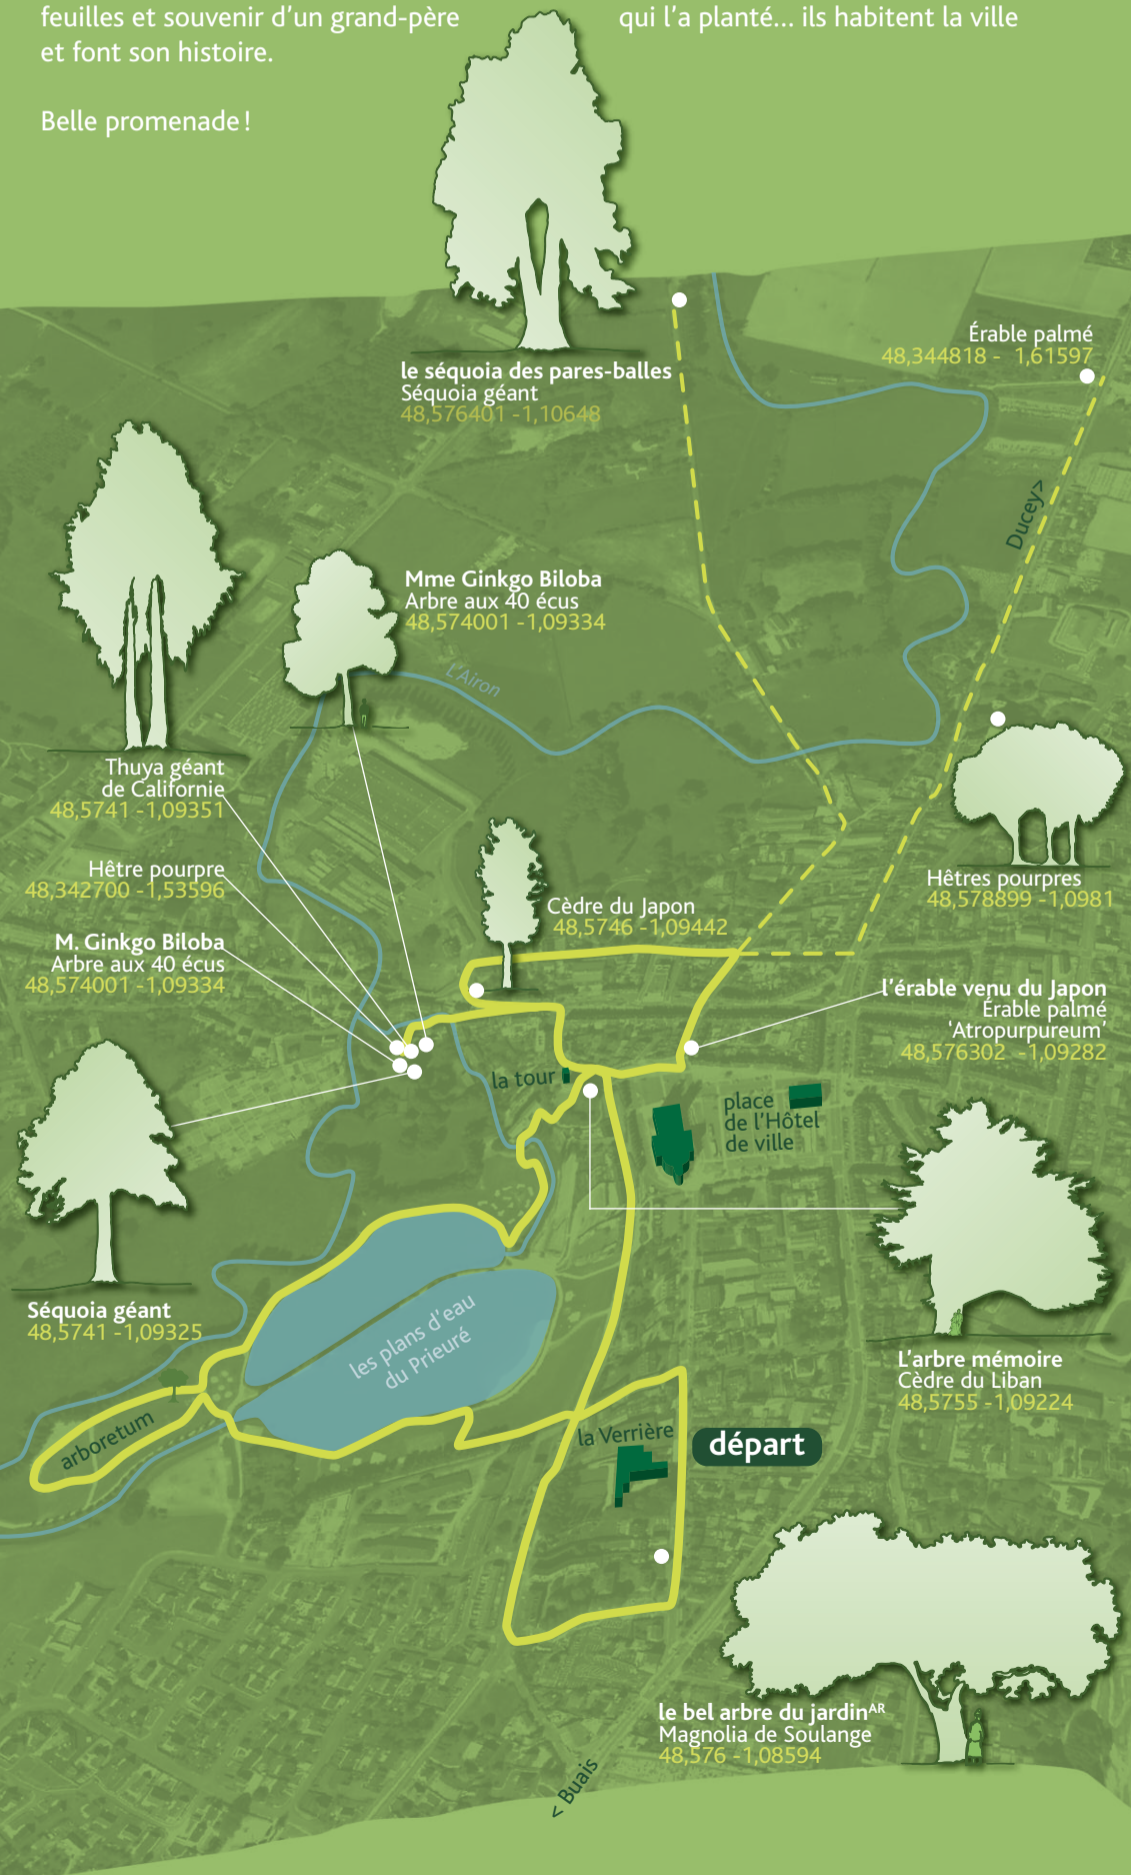 feuilles et souvenir d'un grand-père
et font son histoire.
Belle promenade !
qui l'a planté... ils habitent la ville
Érable palmé
48,344818 - 1,61597
le séquoia des pares-balles
Séquoia géant
48,576401 -1,10648
Ducey>
Mme Ginkgo Biloba
Arbre aux 40 écus
48,574001 -1,09334
L'Airon
Thuya géant
de Californie
48,5741 -1,09351
Hêtre pourpre
48,342700 -1,53596
Hêtres pourpres
48,578899 -1,0981
Cèdre du Japon
48,5746 -1,09442
M. Ginkgo Biloba
Arbre aux 40 écus
48,574001 -1,09334
l'érable venu du Japon
Érable palmé
'Atropurpureum'
48,576302 -1,09282
la tour
place
de l'Hôtel
de ville
Séquoia géant
48,5741 -1,09325
les plans d'eau
du Prieuré
L'arbre mémoire
Cèdre du Liban
48,5755 -1,09224
arboretum
la Verrière
départ
le bel arbre du jardinAR
Magnolia de Soulange
48,576 -1,08594
< Buais